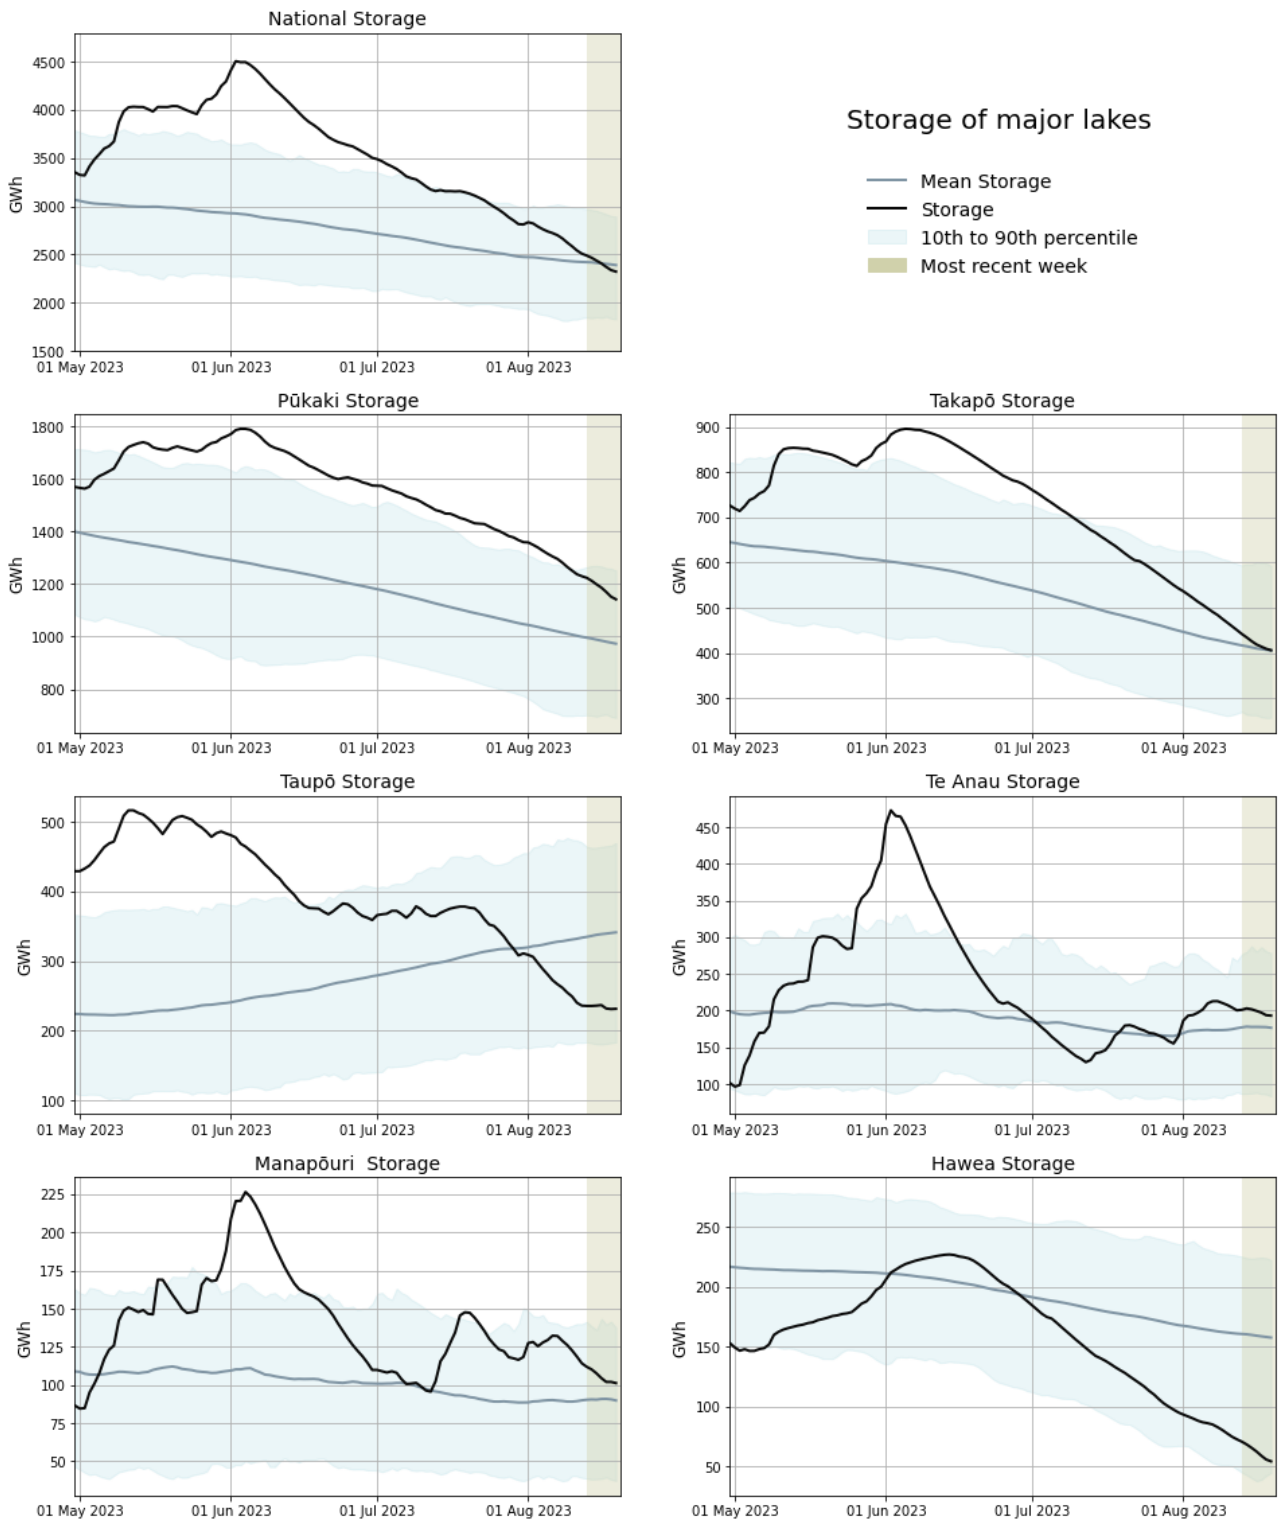 National Storage
GWh
4500
4000
3500
3000
2500
2000
1500
01 May 2023 01 Jun 2023 01 Jul 2023 01 Aug 2023
Storage of major lakes
Mean Storage
Storage
10th to 90th percentile
Most recent week
Pūkaki Storage
GWh
1800
1600
1400
1200
1000
800
01 May 2023 01 Jun 2023 01 Jul 2023 01 Aug 2023
Takapō Storage
GWh
900
800
700
600
500
400
300
01 May 2023 01 Jun 2023 01 Jul 2023 01 Aug 2023
Taupō Storage
GWh
500
400
300
200
100
01 May 2023 01 Jun 2023 01 Jul 2023 01 Aug 2023
Te Anau Storage
GWh
450
400
350
300
250
200
150
100
01 May 2023 01 Jun 2023 01 Jul 2023 01 Aug 2023
Manapōuri  Storage
GWh
225
200
175
150
125
100
75
50
01 May 2023 01 Jun 2023 01 Jul 2023 01 Aug 2023
Hawea Storage
GWh
250
200
150
100
50
01 May 2023 01 Jun 2023 01 Jul 2023 01 Aug 2023